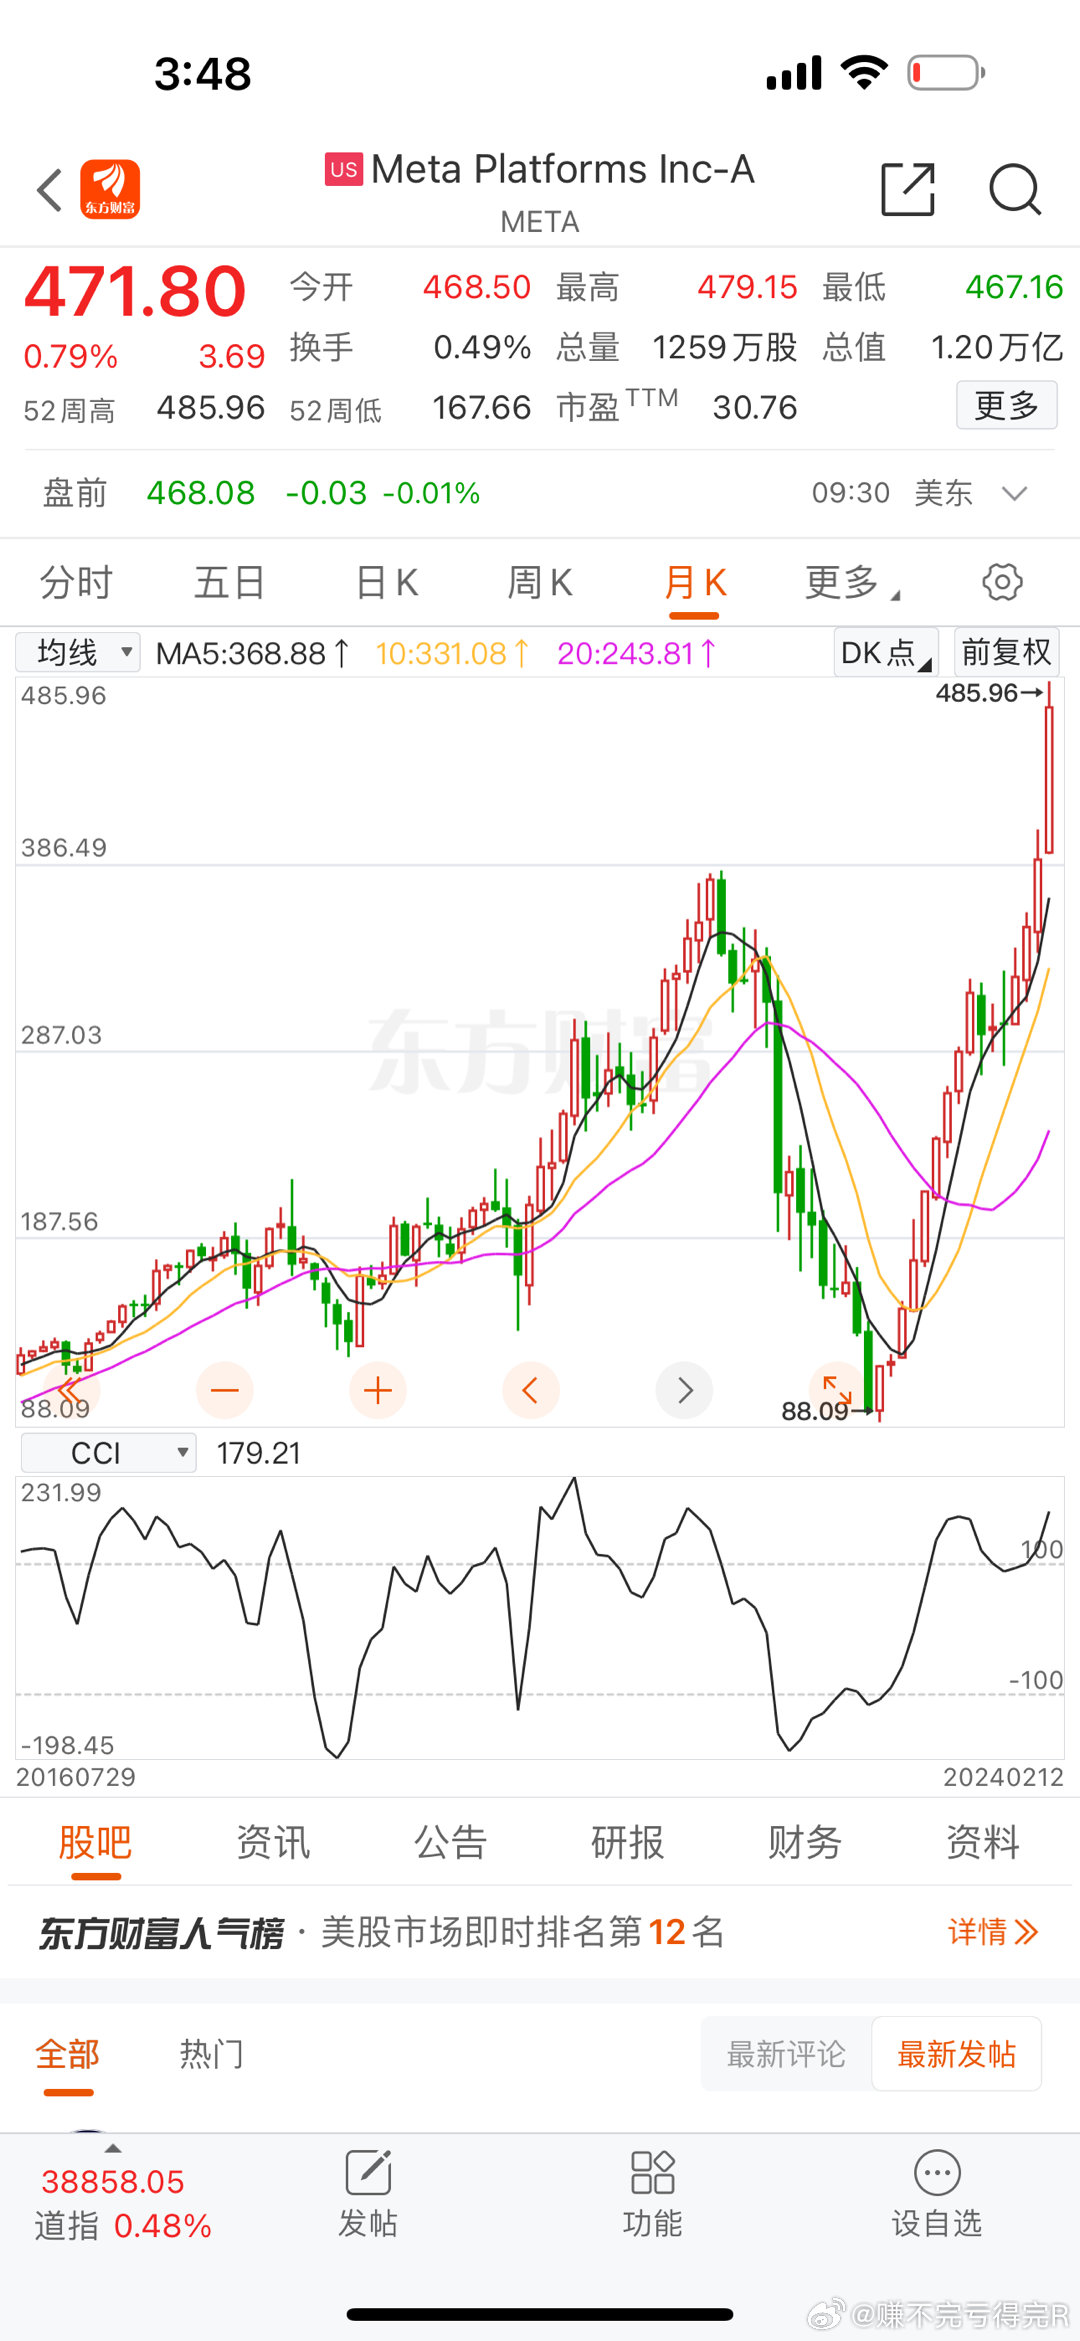 3:48
东方财富
US Meta Platforms Inc-A
META
471.80 今开 468.50 最高 479.15 最低 467.16
0.79% 3.69 换手 0.49% 总量 1259万股 总值 1.20万亿
52周高 485.96 52周低 167.66 市盈TTM 30.76 更多
盘前 468.08 -0.03 -0.01% 09:30 美东
分时 五日 日K 周K 月K 更多
均线 MA5:368.88↑ 10:331.08↑ 20:243.81↑ DK点 前复权
485.96 485.96→
386.49
东方财富
287.03
187.56
88.09 88.09→
CCI 179.21
231.99
100
-100
-198.45
20160729 20240212
股吧 资讯 公告 研报 财务 资料
东方财富人气榜 · 美股市场即时排名第12名 详情
全部 热门 最新评论 最新发帖
38858.05
道指 0.48% 发帖 功能 设自选
@赚不完亏得完R